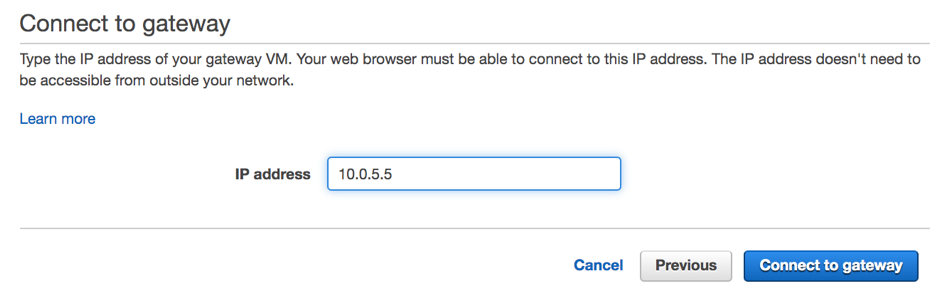 Connect to gateway
Type the IP address of your gateway VM. Your web browser must be able to connect to this IP address. The IP address doesn't need to
be accessible from outside your network.
Learn more
IP address 10.0.5.5
Cancel Previous Connect to gateway